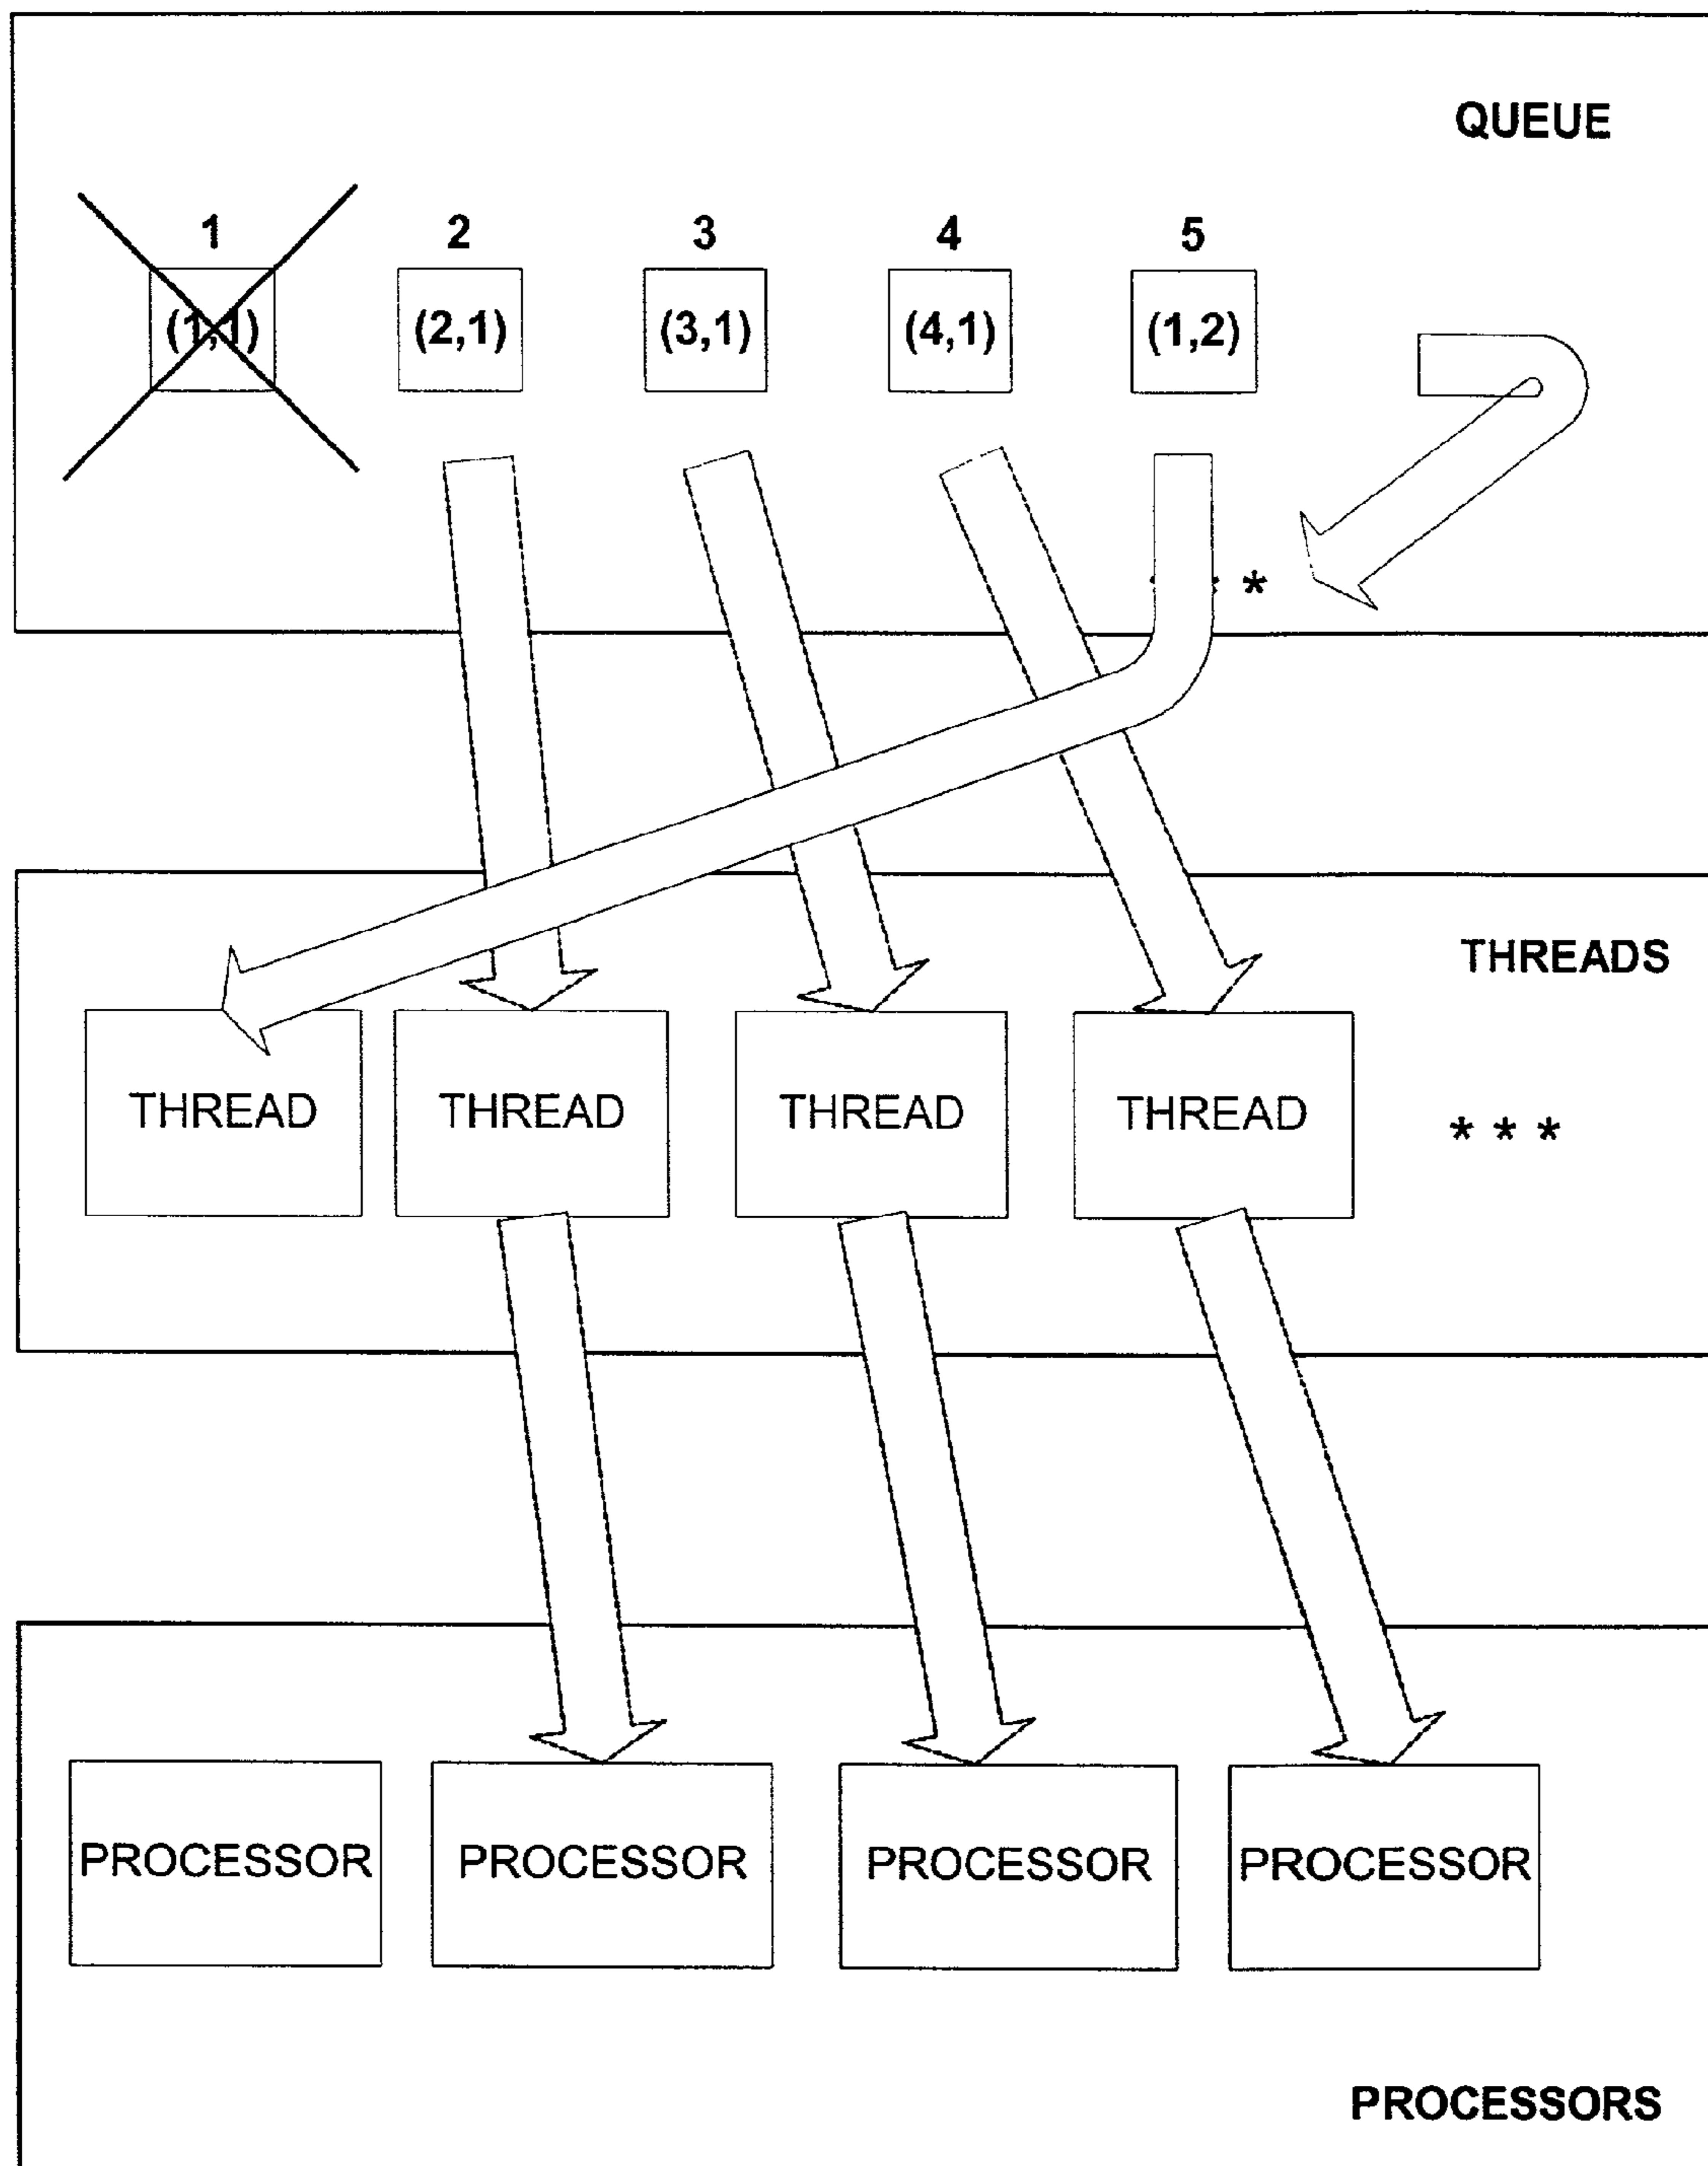 QUEUE
1 2 3 4 5
(1,1) (2,1) (3,1) (4,1) (1,2)
*
THREADS
THREAD THREAD THREAD THREAD
* * *
PROCESSOR PROCESSOR PROCESSOR PROCESSOR
PROCESSORS